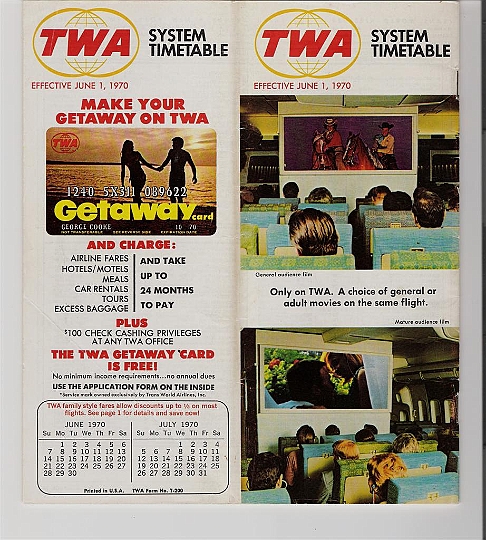 TWA
SYSTEM
TIMETABLE
EFFECTIVE JUNE 1, 1970
MAKE YOUR
GETAWAY ON TWA
TWA
1240 5X311 089622
Getaway card
GEORGE COOKE 10 70
NOT TRANSFERABLE SEE REVERSE SIDE EXPIRATION DATE
AND CHARGE:
AIRLINE FARES
HOTELS/MOTELS
MEALS
CAR RENTALS
TOURS
EXCESS BAGGAGE
AND TAKE
UP TO
24 MONTHS
TO PAY
PLUS
$100 CHECK CASHING PRIVILEGES
AT ANY TWA OFFICE
THE TWA GETAWAY *CARD
IS FREE!
No minimum income requirements...no annual dues
USE THE APPLICATION FORM ON THE INSIDE
*Service mark owned exclusively by Trans World Airlines, Inc.
TWA family style fares allow discounts up to ½ on most
flights. See page 1 for details and save now!
JUNE 1970
Su Mo Tu We Th Fr Sa
1 2 3 4 5 6
7 8 9 10 11 12 13
14 15 16 17 18 19 20
21 22 23 24 25 26 27
28 29 30
JULY 1970
Su Mo Tu We Th Fr Sa
1 2 3 4
5 6 7 8 9 10 11
12 13 14 15 16 17 18
19 20 21 22 23 24 25
26 27 28 29 30 31
Printed in U.S.A. TWA Form No. T-200
TWA
SYSTEM
TIMETABLE
EFFECTIVE JUNE 1, 1970
General audience film
Only on TWA. A choice of general or
adult movies on the same flight.
Mature audience film